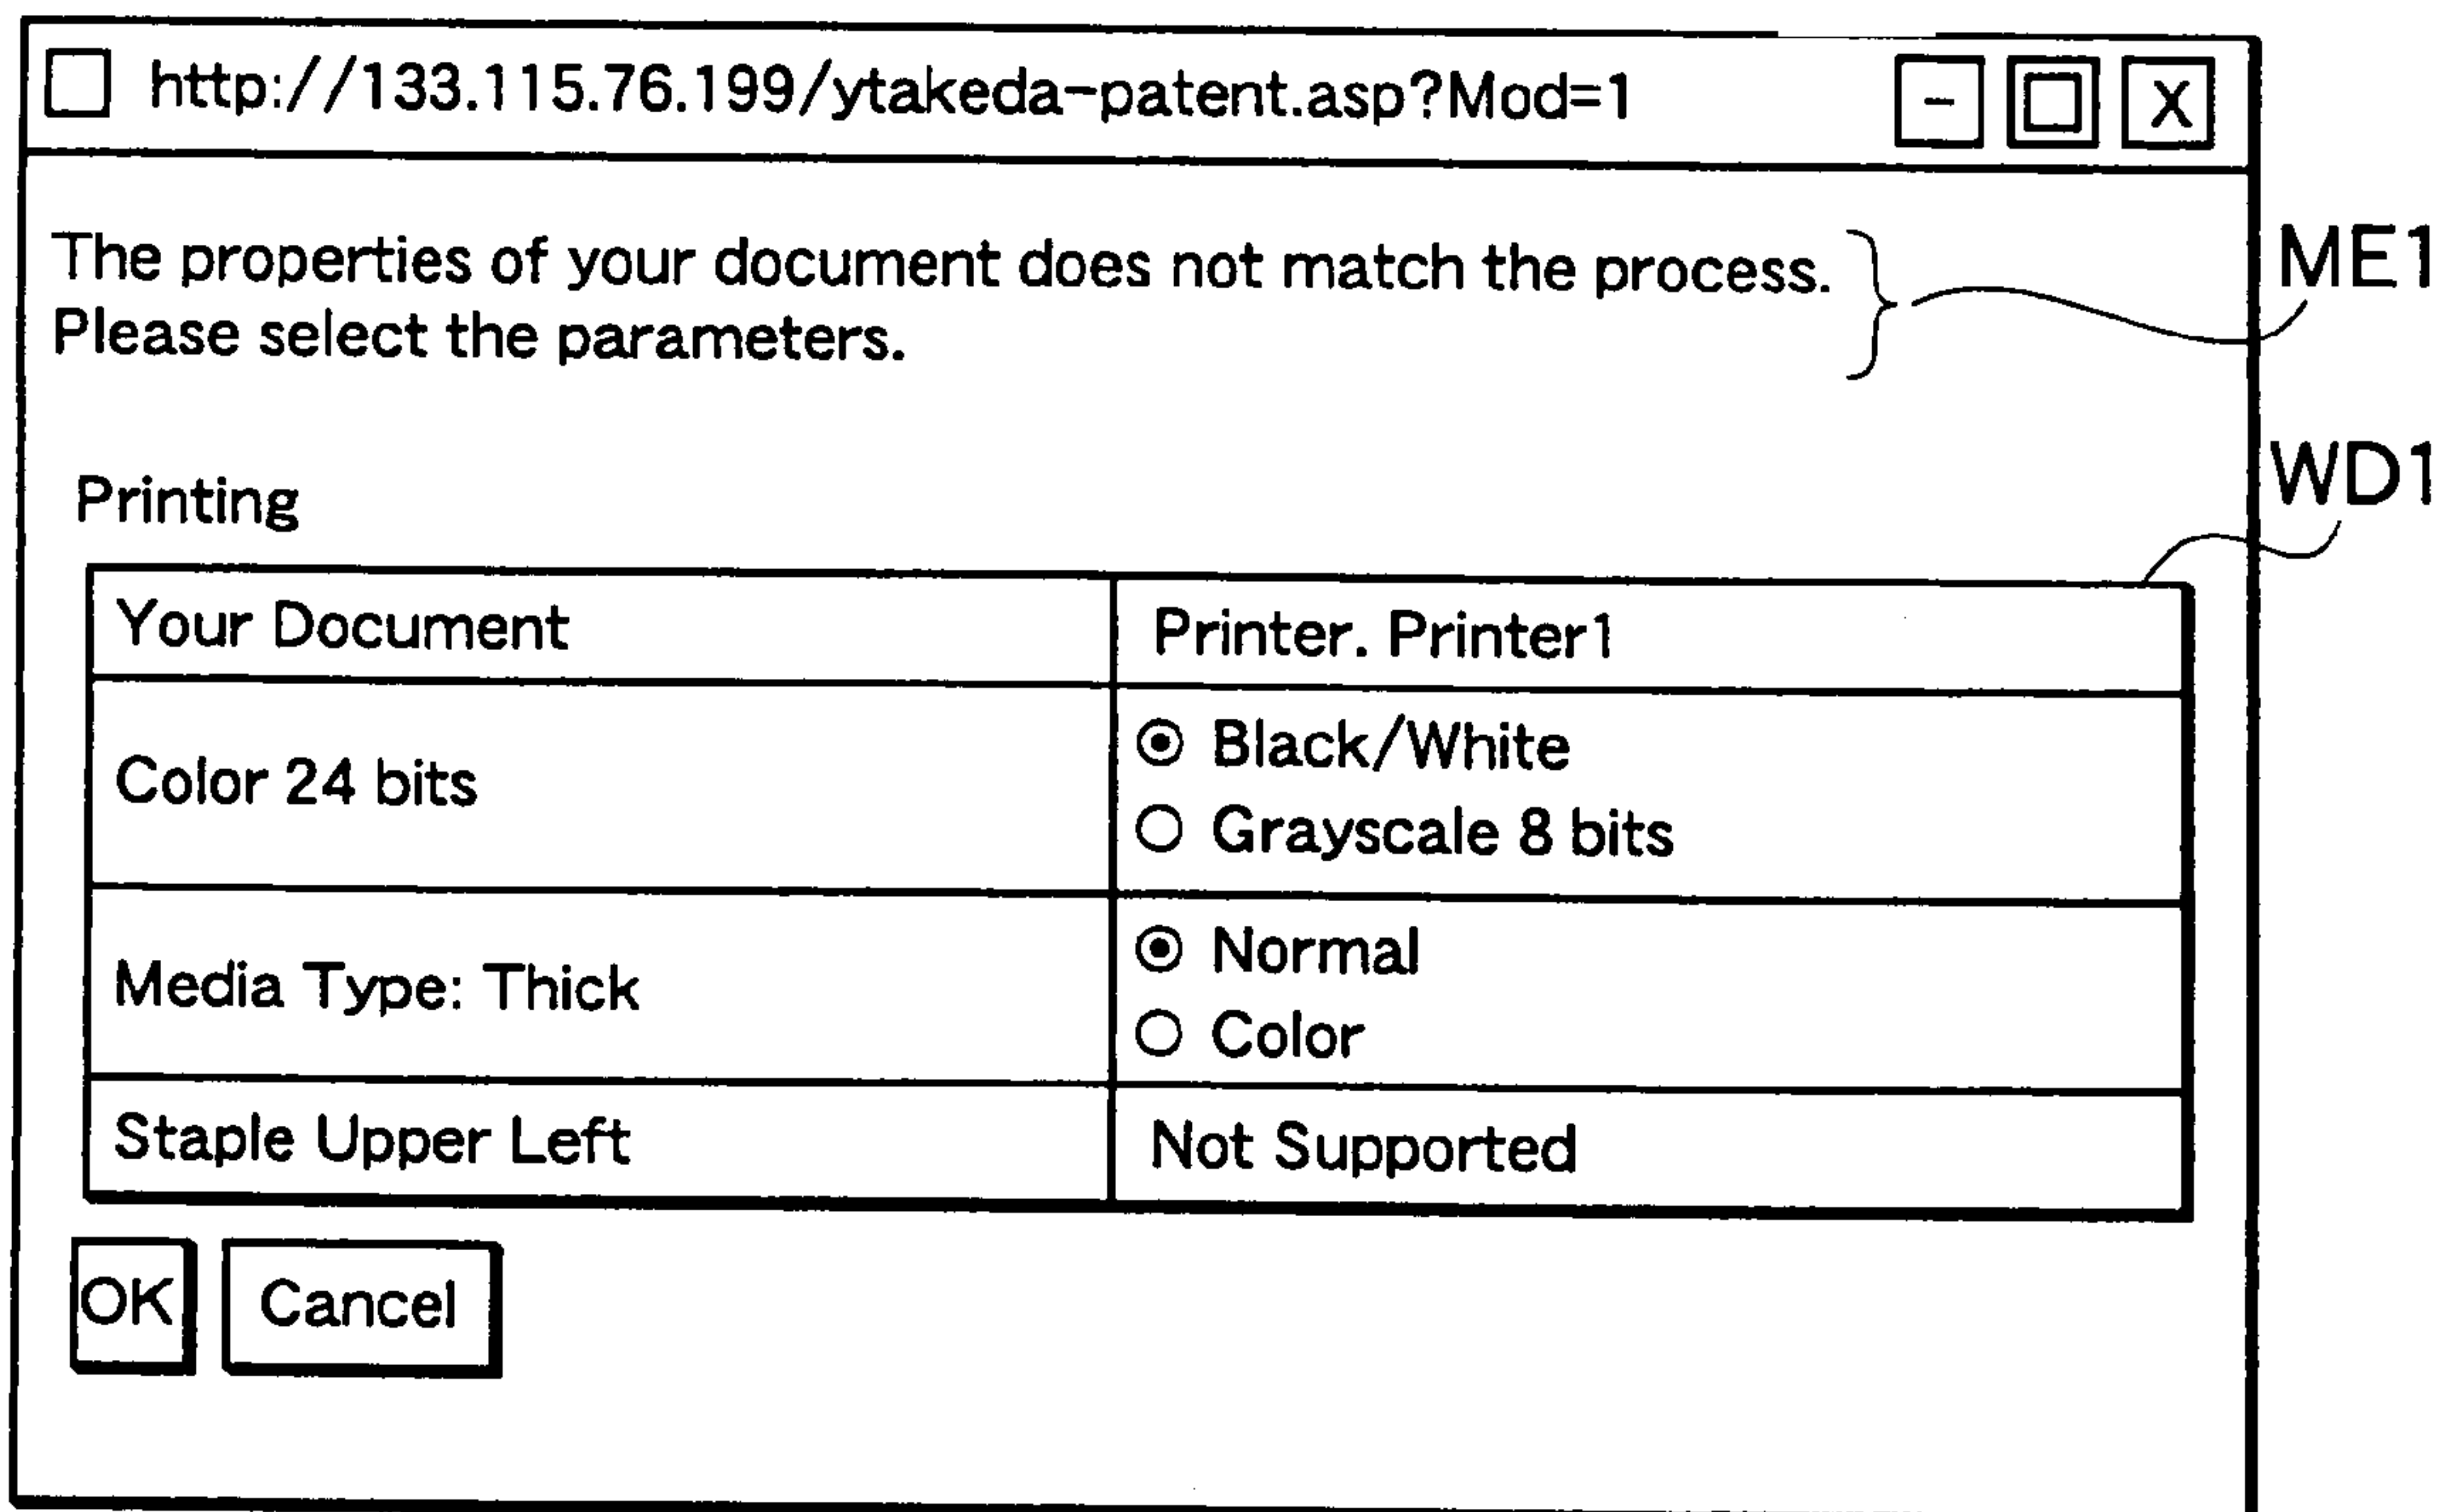 http://133.115.76.199/ytakeda-patent.asp?Mod=1 - X
The properties of your document does not match the process.
Please select the parameters.
ME1
WD1
Printing
Your Document Printer. Printer1
Color 24 bits
Black/White
Grayscale 8 bits
Media Type: Thick
Normal
Color
Staple Upper Left Not Supported
OK Cancel